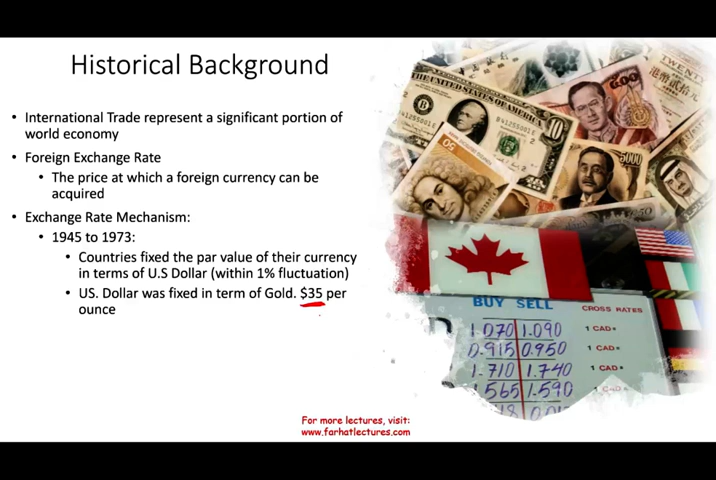 Historical Background
• International Trade represent a significant portion of
world economy
• Foreign Exchange Rate
• The price at which a foreign currency can be
acquired
• Exchange Rate Mechanism:
• 1945 to 1973:
• Countries fixed the par value of their currency
in terms of U.S Dollar (within 1% fluctuation)
• US. Dollar was fixed in term of Gold. $35 per
ounce
THE UNITED STATES OF AMERICA
B
10
50
5000
50
BUY SELL
CROSS RATES
1.070 1.090 1 CAD=
0.915 0.950 1 CAD=
1.710 1.740 1 CAD=
1.565 1.590
For more lectures, visit:
www.farhatlectures.com